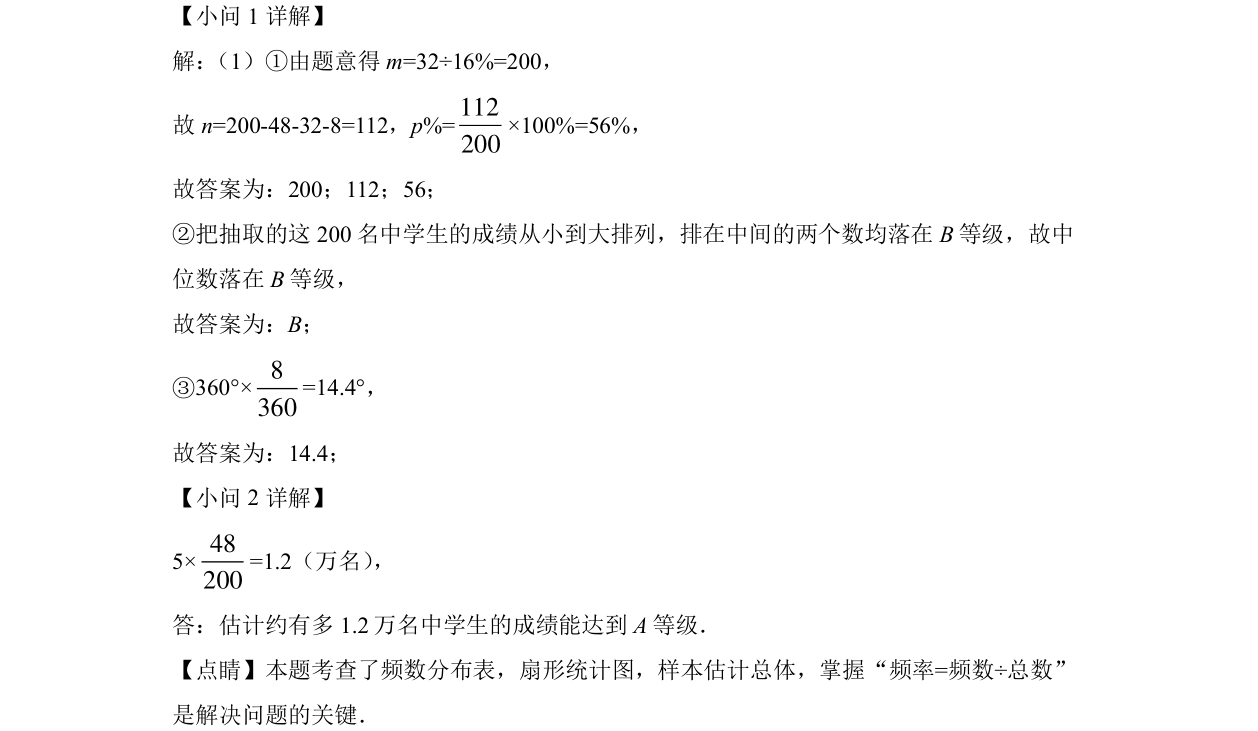 【小问 1 详解】
解：（1）①由题意得 m=32÷16%=200，
故 n=200-48-32-8=112，p%=112/200×100%=56%，
故答案为：200；112；56；
②把抽取的这 200 名中学生的成绩从小到大排列，排在中间的两个数均落在 B 等级，故中
位数落在 B 等级，
故答案为：B；
③360°×8/360=14.4°，
故答案为：14.4；
【小问 2 详解】
5×48/200=1.2（万名），
答：估计约有多 1.2 万名中学生的成绩能达到 A 等级．
【点睛】本题考查了频数分布表，扇形统计图，样本估计总体，掌握“频率=频数÷总数”
是解决问题的关键．